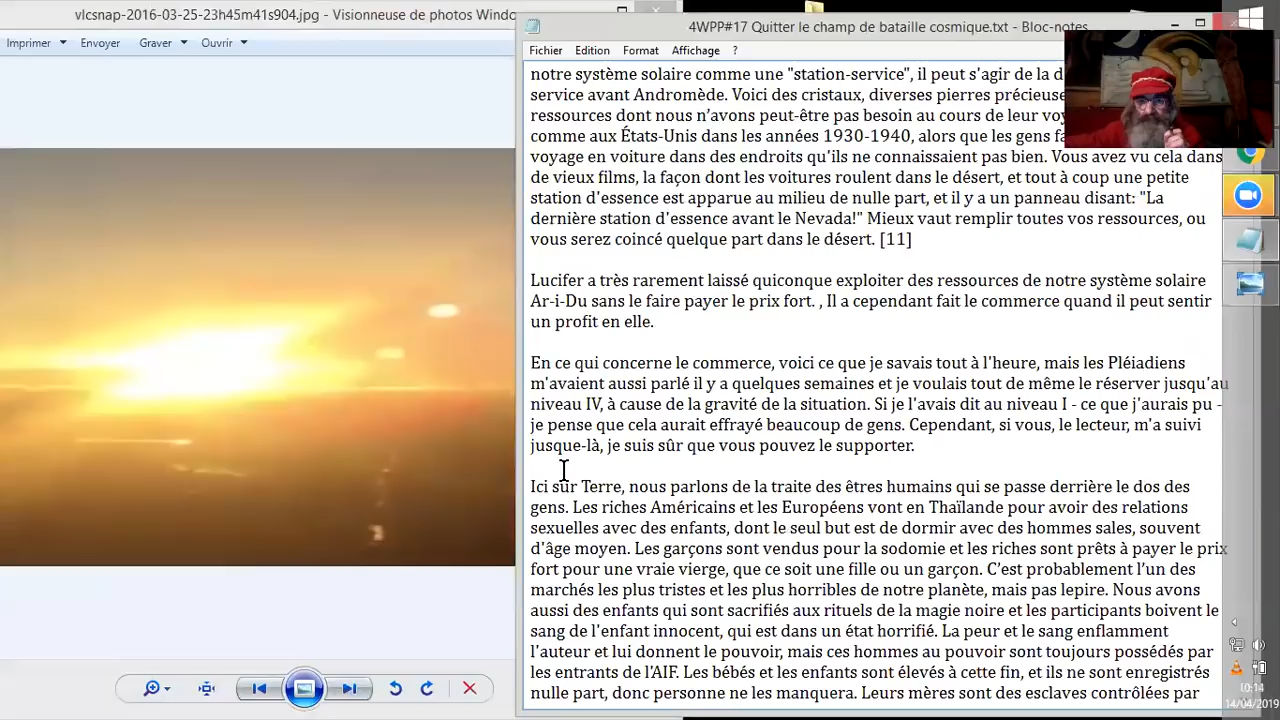 vlcsnap-2016-03-25-23h45m41s904.jpg - Visionneuse de photos Windo
4WPP#17 Quitter le champ de bataille cosmique.txt - Bloc-notes
Imprimer Envoyer Graver Ouvrir
Fichier Edition Format Affichage ?
notre système solaire comme une "station-service", il peut s'agir de la d
service avant Andromède. Voici des cristaux, diverses pierres précieuse
ressources dont nous n'avons peut-être pas besoin au cours de leur voy
comme aux États-Unis dans les années 1930-1940, alors que les gens fa
voyage en voiture dans des endroits qu'ils ne connaissaient pas bien. Vous avez vu cela dans
de vieux films, la façon dont les voitures roulent dans le désert, et tout à coup une petite
station d'essence est apparue au milieu de nulle part, et il y a un panneau disant: "La
dernière station d'essence avant le Nevada!" Mieux vaut remplir toutes vos ressources, ou
vous serez coincé quelque part dans le désert. [11]
Lucifer a très rarement laissé quiconque exploiter des ressources de notre système solaire
Ar-i-Du sans le faire payer le prix fort. , Il a cependant fait le commerce quand il peut sentir
un profit en elle.
En ce qui concerne le commerce, voici ce que je savais tout à l'heure, mais les Pléiadiens
m'avaient aussi parlé il y a quelques semaines et je voulais tout de même le réserver jusqu'au
niveau IV, à cause de la gravité de la situation. Si je l'avais dit au niveau I - ce que j'aurais pu -
je pense que cela aurait effrayé beaucoup de gens. Cependant, si vous, le lecteur, m'a suivi
jusque-là, je suis sûr que vous pouvez le supporter.
Ici sur Terre, nous parlons de la traite des êtres humains qui se passe derrière le dos des
gens. Les riches Américains et les Européens vont en Thaïlande pour avoir des relations
sexuelles avec des enfants, dont le seul but est de dormir avec des hommes sales, souvent
d'âge moyen. Les garçons sont vendus pour la sodomie et les riches sont prêts à payer le prix
fort pour une vraie vierge, que ce soit une fille ou un garçon. C'est probablement l'un des
marchés les plus tristes et les plus horribles de notre planète, mais pas lepire. Nous avons
aussi des enfants qui sont sacrifiés aux rituels de la magie noire et les participants boivent le
sang de l'enfant innocent, qui est dans un état horrifié. La peur et le sang enflamment
l'auteur et lui donnent le pouvoir, mais ces hommes au pouvoir sont toujours possédés par
les entrants de l'AIF. Les bébés et les enfants sont élevés à cette fin, et ils ne sont enregistrés
nulle part, donc personne ne les manquera. Leurs mères sont des esclaves contrôlées par
00:14
14/04/2019